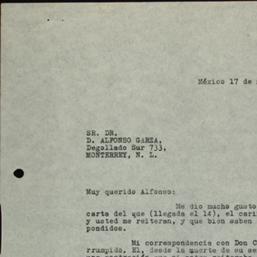 México 17 de
SR. DR.
D. ALFONSO GARZA,
Degollado Sur 733,
MONTERREY, N. L.
Muy querido Alfonso:
Me dio mucho gusto
carta del que (llegada el 14), el cari
y usted me reiteran, y que bien saben
pondidos.
Mi correspondencia con Don C
rrumpido. El, desde la muerte de su se